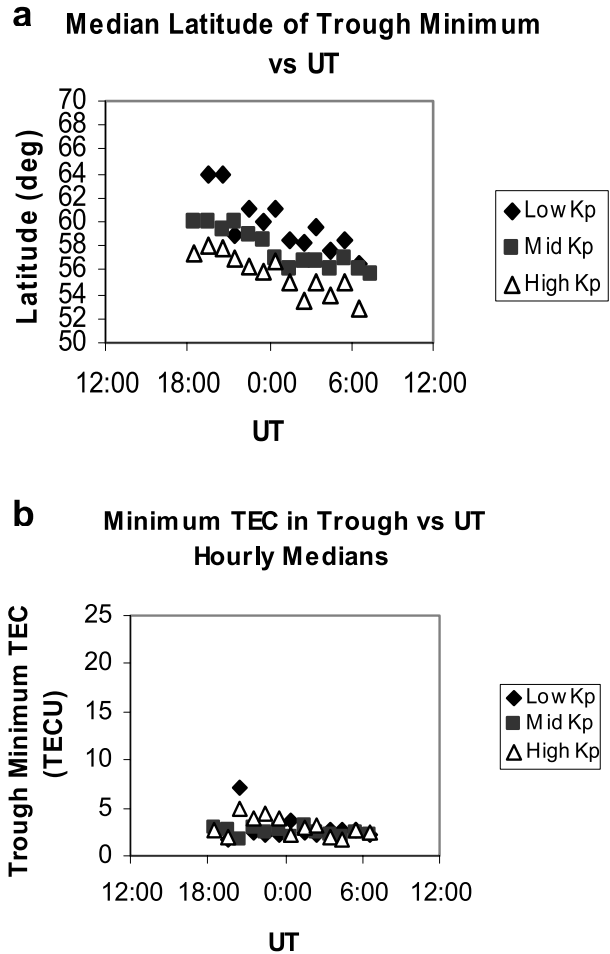 a
Median Latitude of Trough Minimum
vs UT
Latitude (deg)
70
68
66
64
62
60
58
56
54
52
50
12:00 18:00 0:00 6:00 12:00
UT
Low Kp
Mid Kp
High Kp
b
Minimum TEC in Trough vs UT
Hourly Medians
Trough Minimum TEC
(TECU)
25
20
15
10
5
0
12:00 18:00 0:00 6:00 12:00
UT
Low Kp
Mid Kp
High Kp